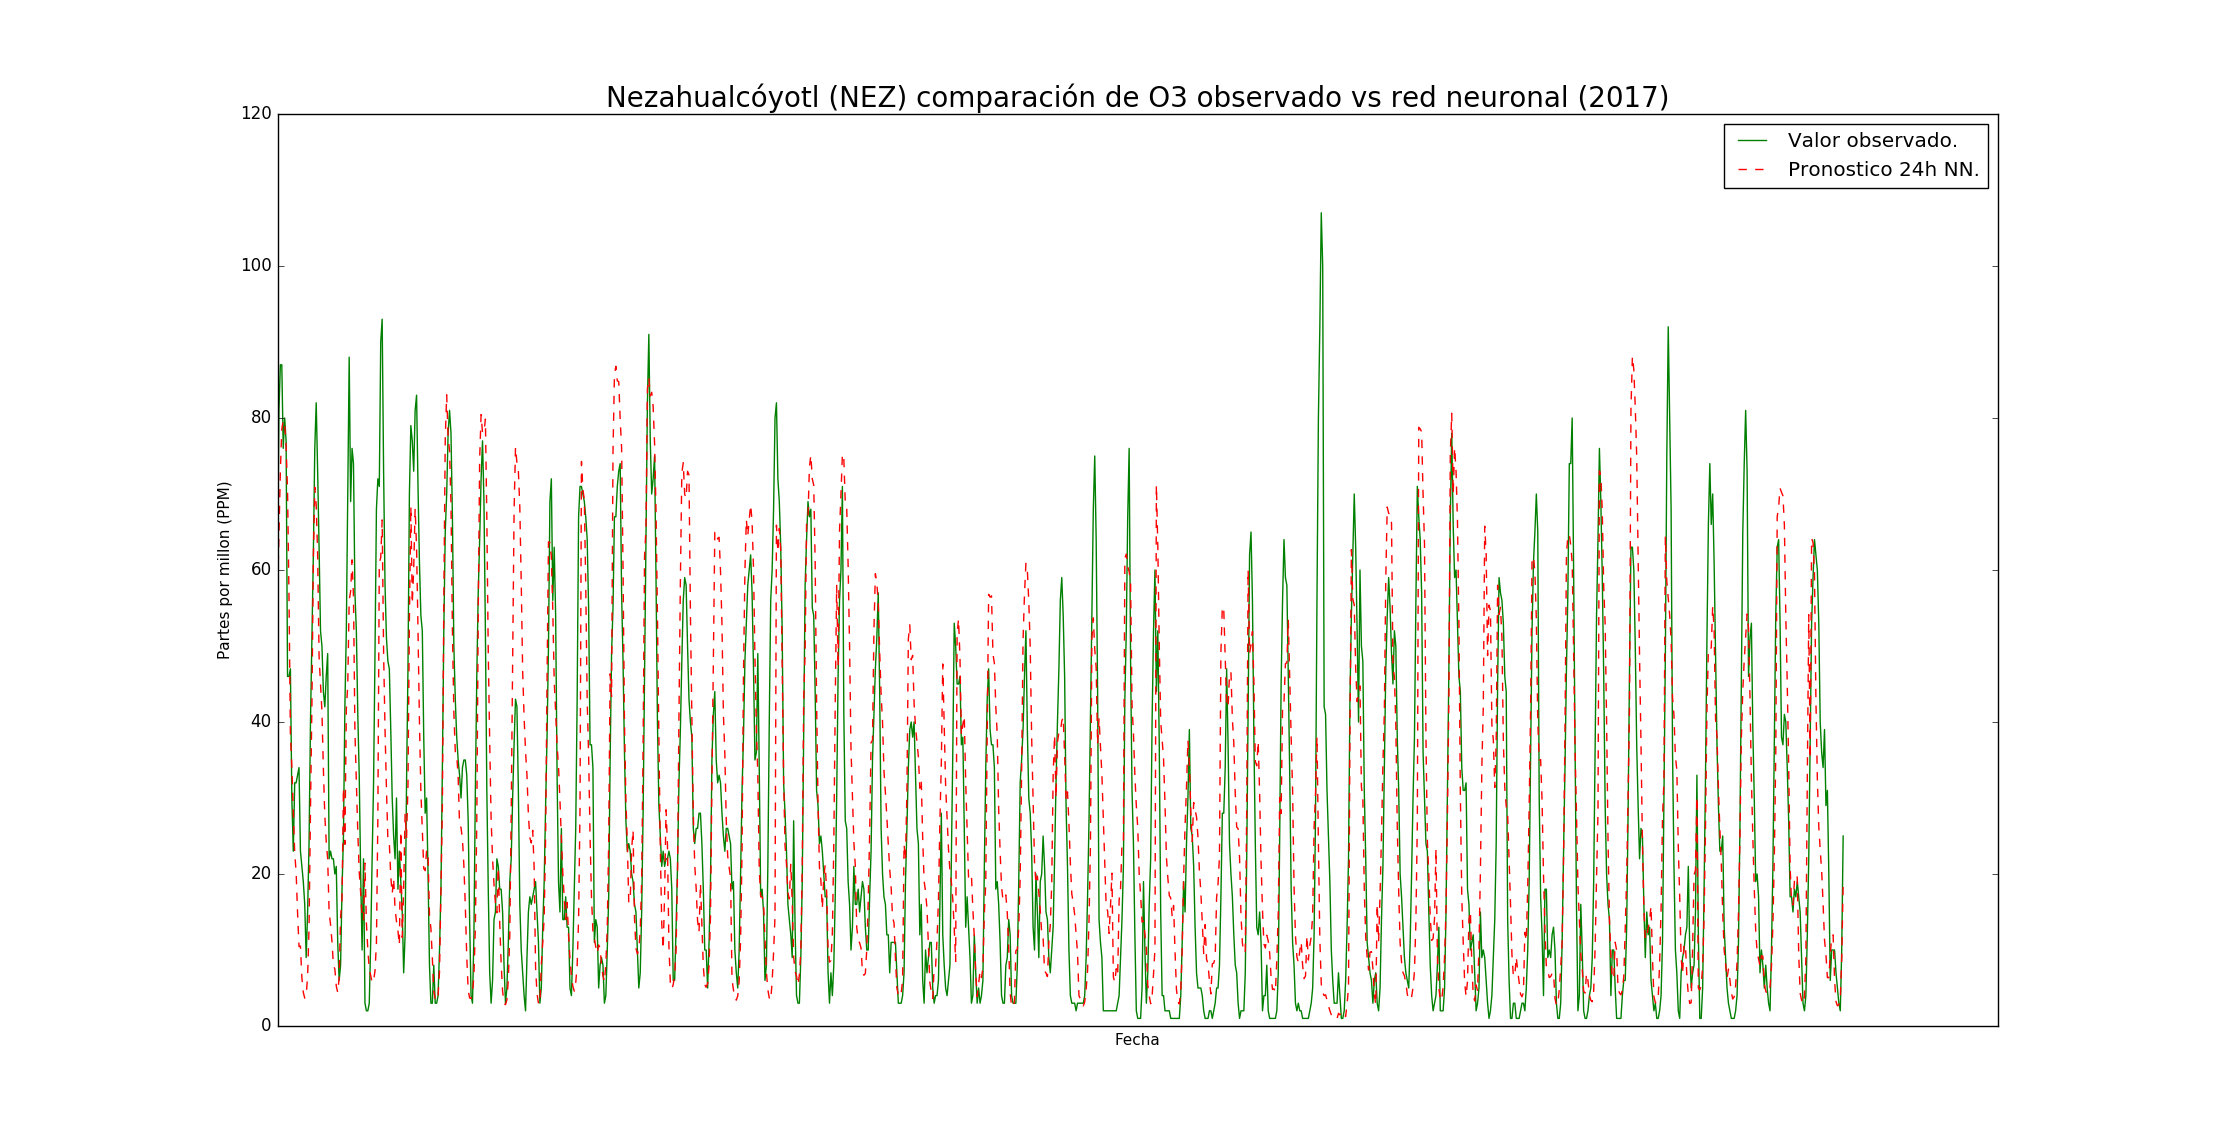 Nezahualcóyotl (NEZ) comparación de O3 observado vs red neuronal (2017)
Valor observado.
Pronostico 24h NN.
Partes por millon (PPM)
120
100
80
60
40
20
0
Fecha